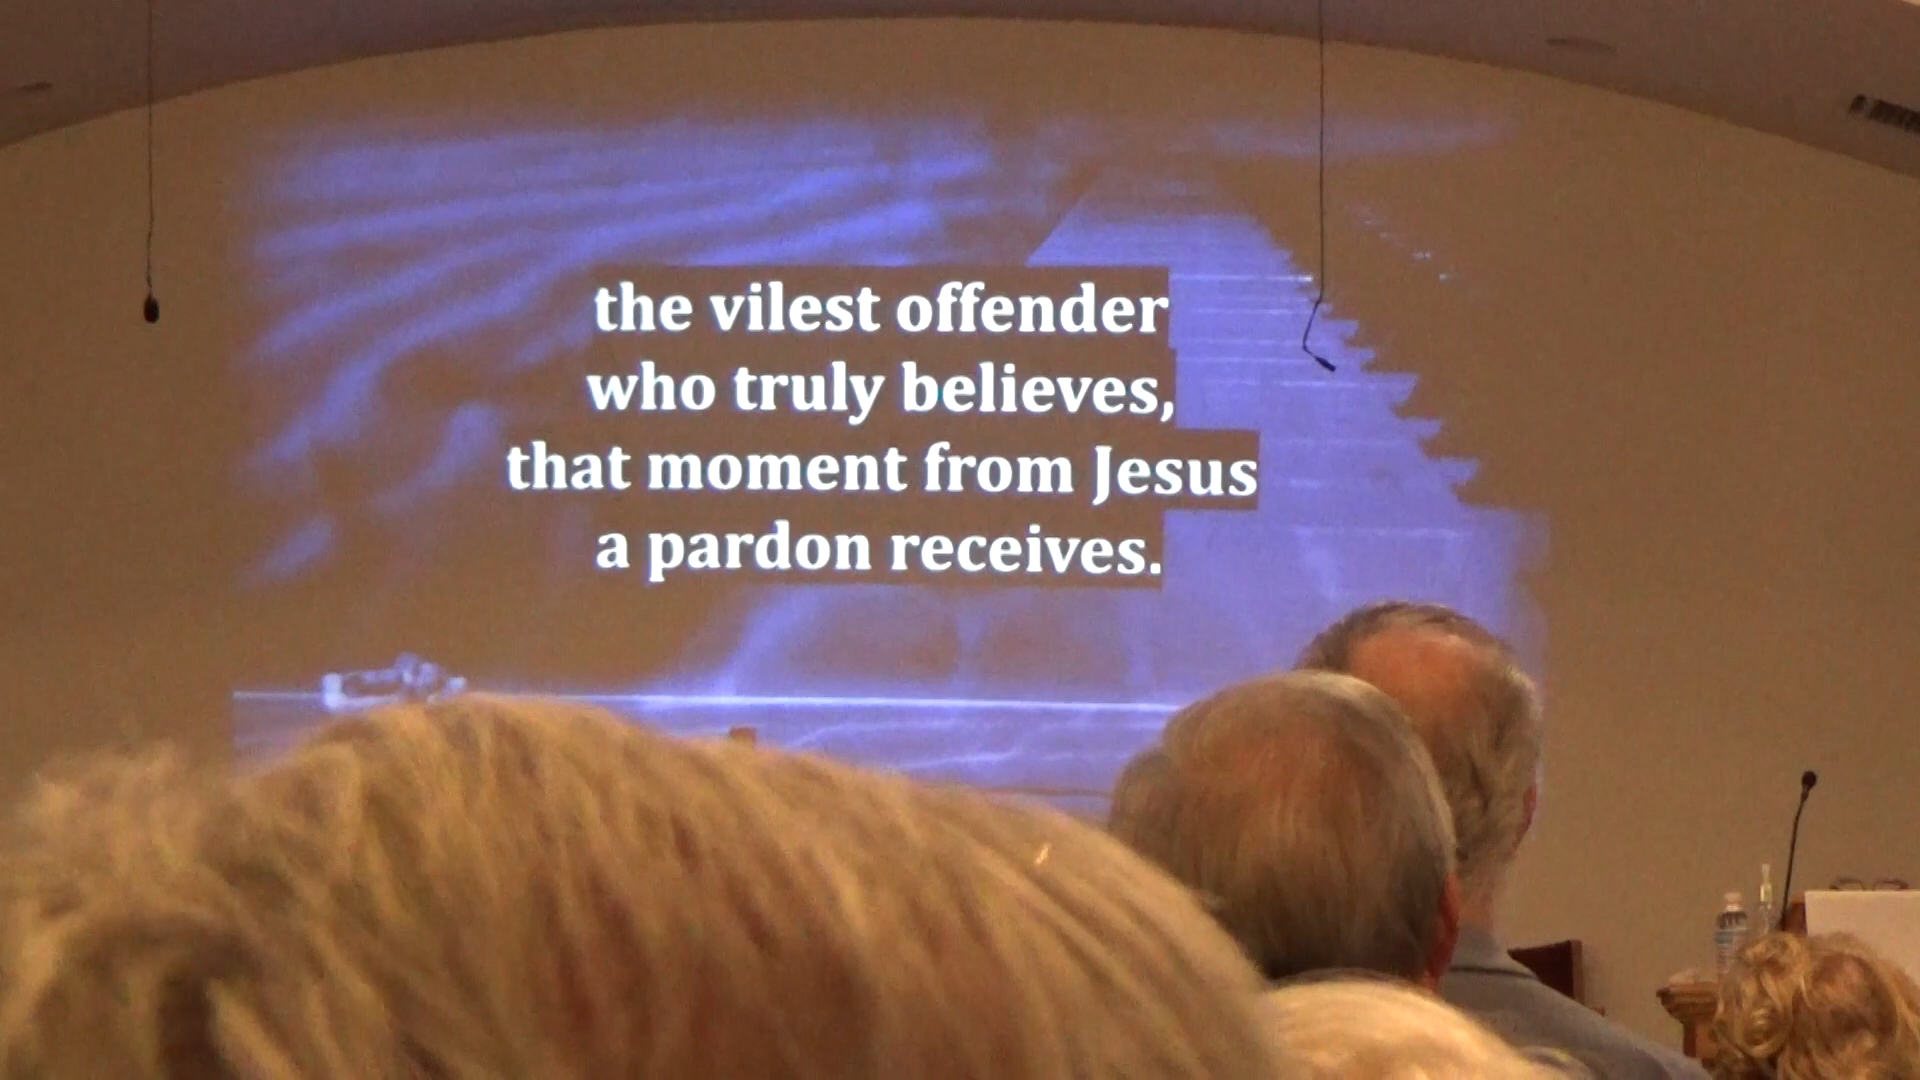 the vilest offender
who truly believes,
that moment from Jesus
a pardon receives.